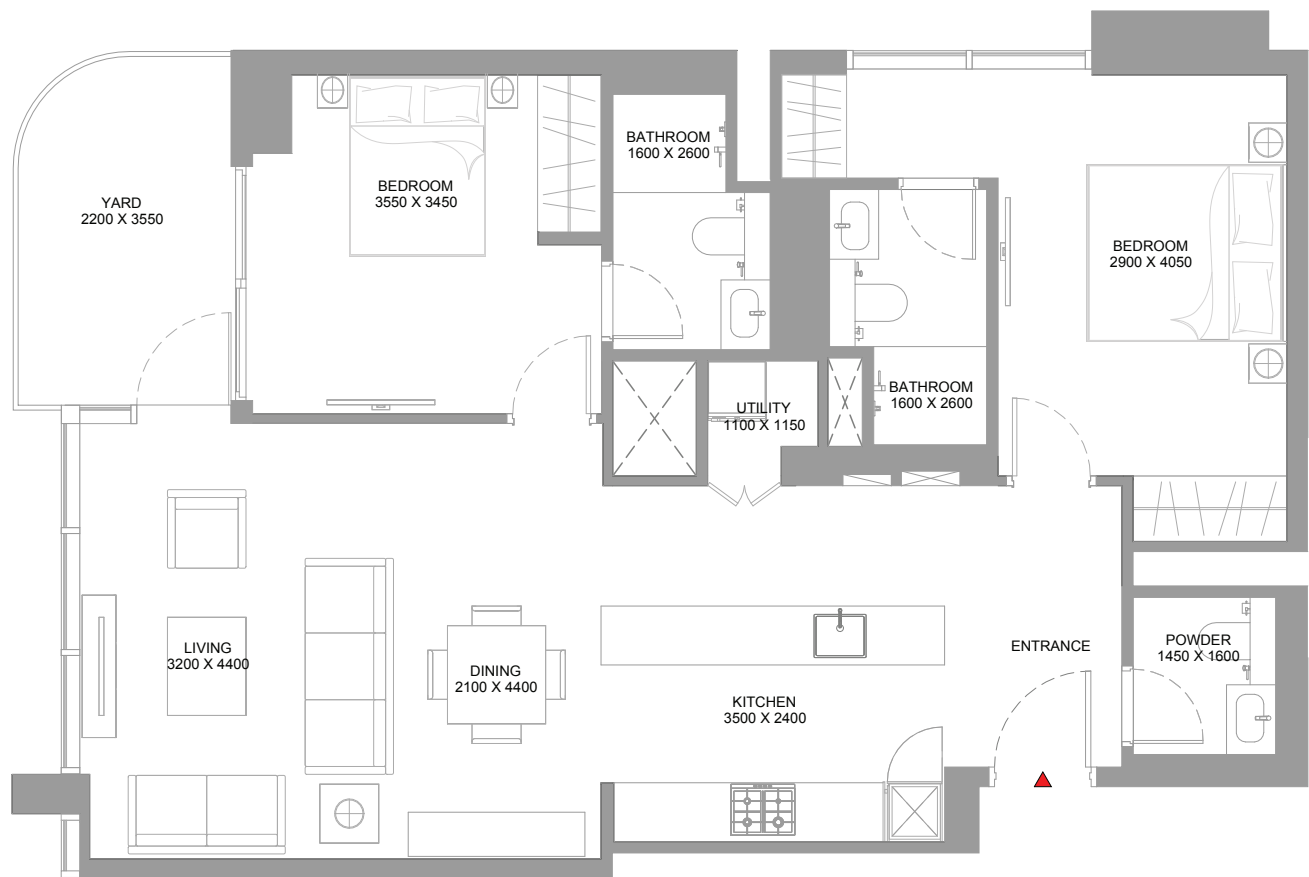 BATHROOM
1600 X 2600
BEDROOM
3550 X 3450
YARD
2200 X 3550
BEDROOM
2900 X 4050
BATHROOM
1600 X 2600
UTILITY
1100 X 1150
LIVING
3200 X 4400
DINING
2100 X 4400
KITCHEN
3500 X 2400
ENTRANCE
POWDER
1450 X 1600